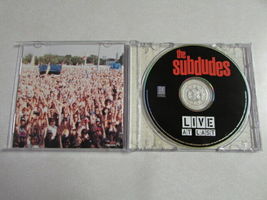 the
subdudes
LIVE
AT LAST